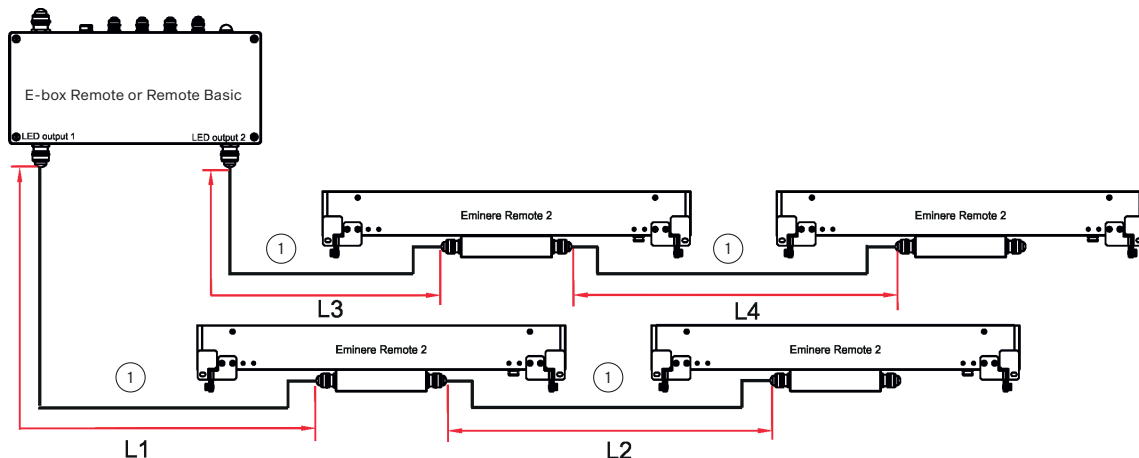 E-box Remote or Remote Basic
LED output 1
LED output 2
Eminere Remote 2
Eminere Remote 2
1
1
L3
L4
Eminere Remote 2
Eminere Remote 2
1
1
L1
L2